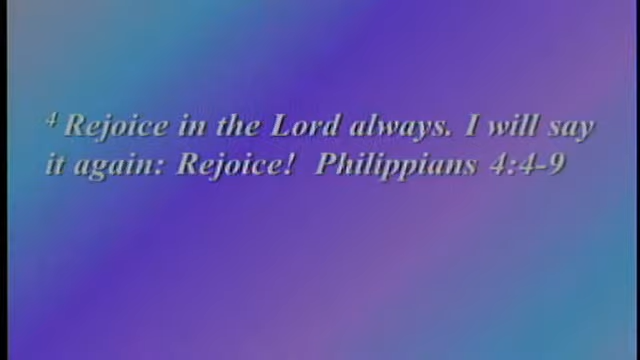 ⁴ Rejoice in the Lord always. I will say
it again: Rejoice! Philippians 4:4-9